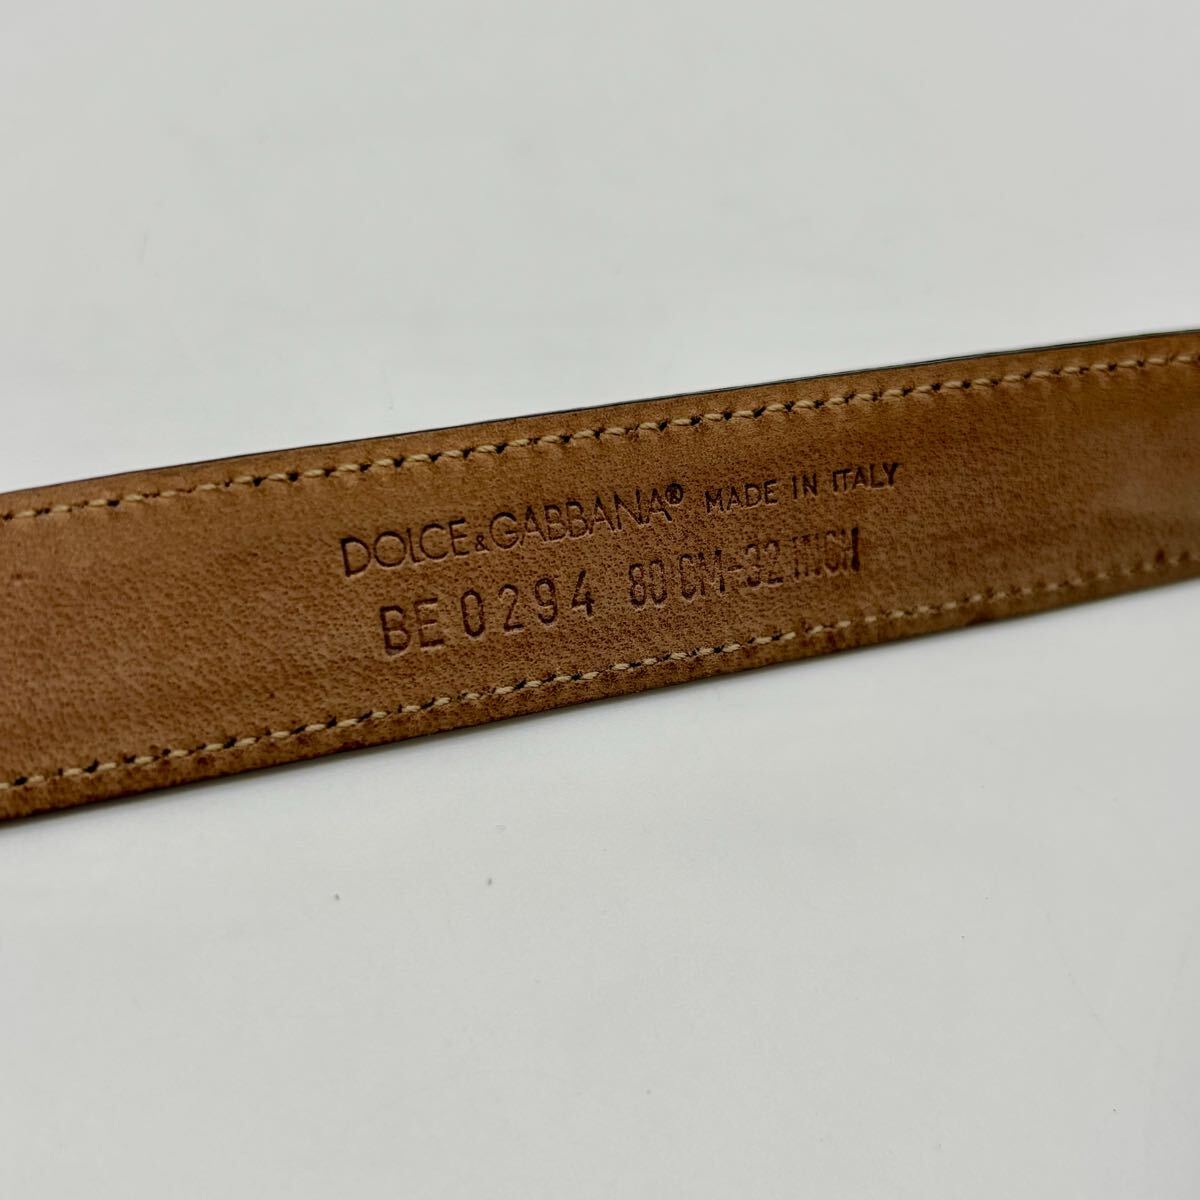 DOLCE&GABBANA® MADE IN ITALY
BE 0294 80 CM-32 INCH